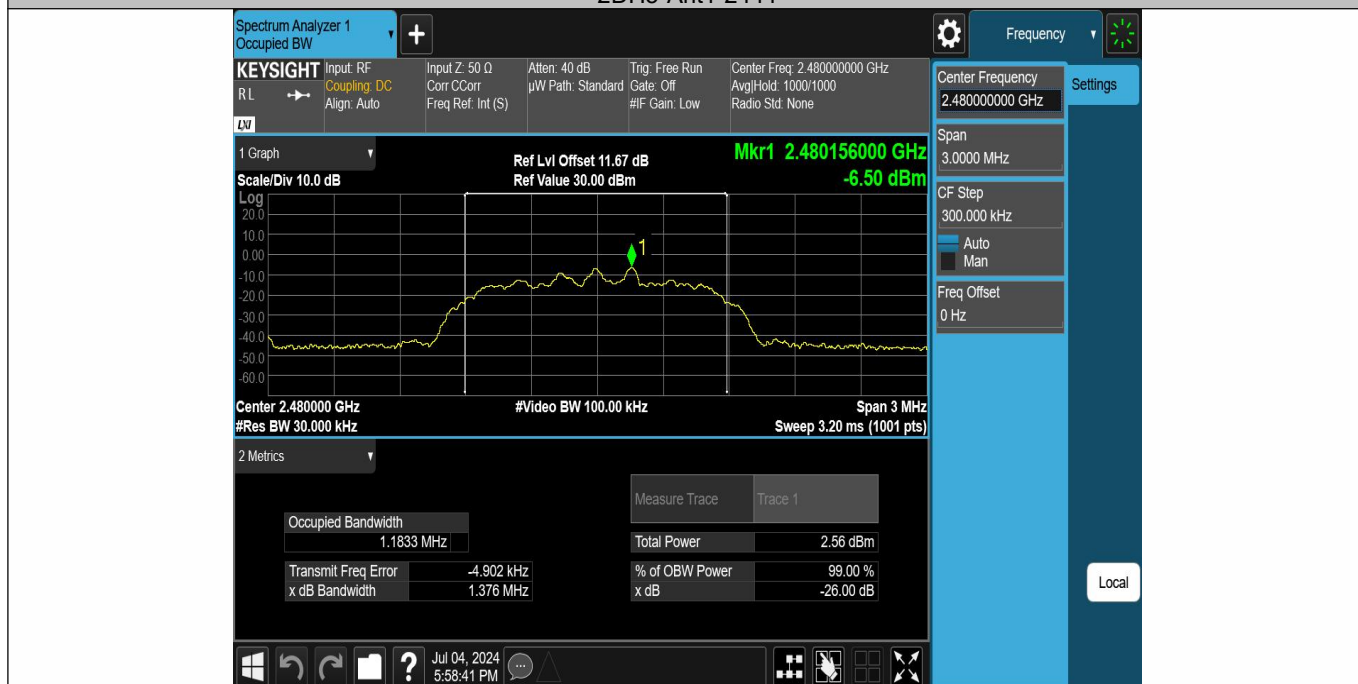 Spectrum Analyzer 1
Occupied BW
+
Frequency
KEYSIGHT
RL
LXI
Input: RF
Coupling: DC
Align: Auto
Input Z: 50 Ω
Corr CCorr
Freq Ref: Int (S)
Atten: 40 dB
µW Path: Standard
Trig: Free Run
Gate: Off
#IF Gain: Low
Center Freq: 2.480000000 GHz
Avg|Hold: 1000/1000
Radio Std: None
Center Frequency
2.480000000 GHz
Settings
Span
3.0000 MHz
CF Step
300.000 kHz
Auto
Man
Freq Offset
0 Hz
Local
1 Graph
Scale/Div 10.0 dB
Ref Lvl Offset 11.67 dB
Ref Value 30.00 dBm
Mkr1 2.480156000 GHz
-6.50 dBm
Log
20.0
10.0
0.00
-10.0
-20.0
-30.0
-40.0
-50.0
-60.0
1
Center 2.480000 GHz
#Res BW 30.000 kHz
#Video BW 100.00 kHz
Span 3 MHz
Sweep 3.20 ms (1001 pts)
2 Metrics
Measure Trace Trace 1
Occupied Bandwidth
1.1833 MHz
Total Power 2.56 dBm
Transmit Freq Error -4.902 kHz
% of OBW Power 99.00 %
x dB Bandwidth 1.376 MHz
x dB -26.00 dB
?
Jul 04, 2024
5:58:41 PM